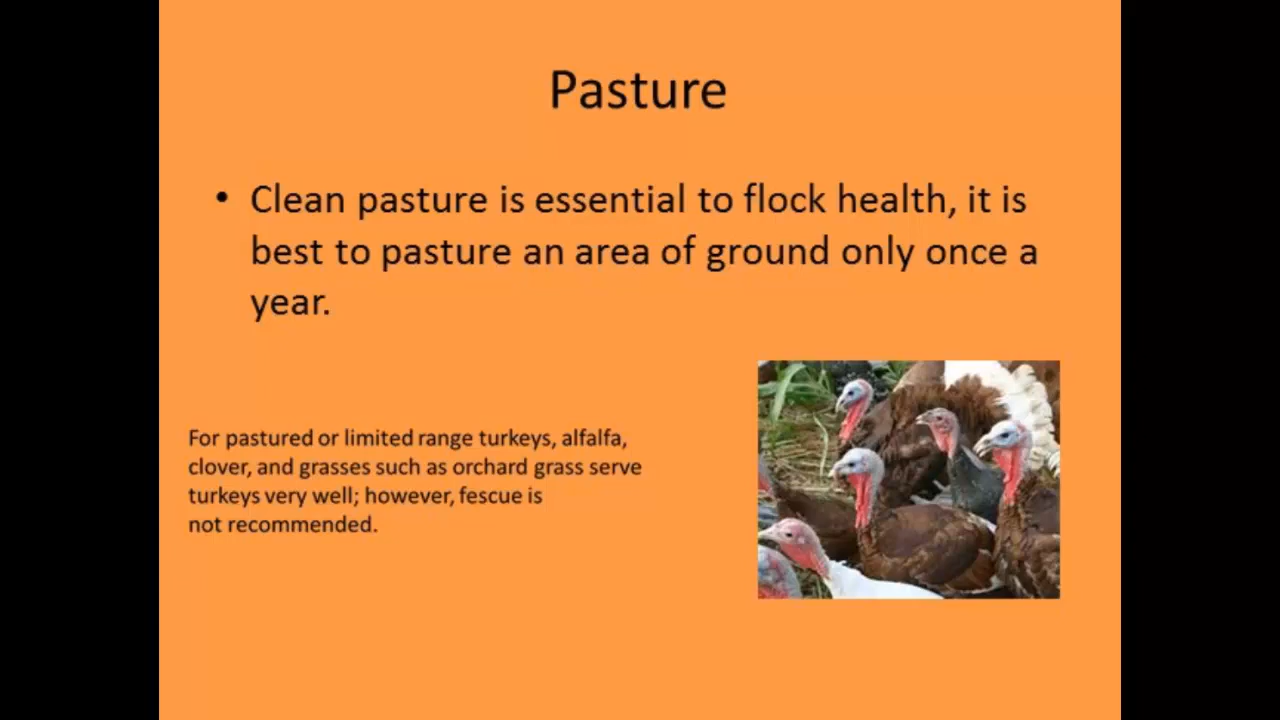 Pasture
• Clean pasture is essential to flock health, it is
best to pasture an area of ground only once a
year.
For pastured or limited range turkeys, alfalfa,
clover, and grasses such as orchard grass serve
turkeys very well; however, fescue is
not recommended.